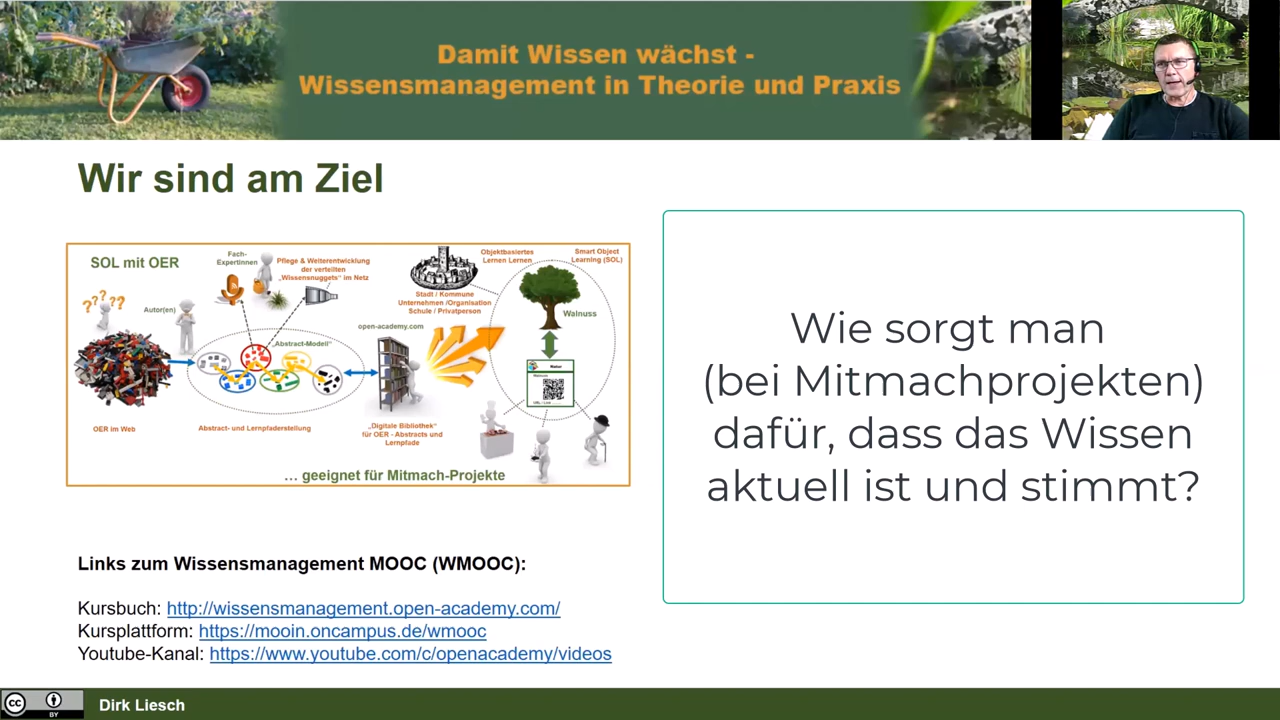 Damit Wissen wächst -
Wissensmanagement in Theorie und Praxis
Wir sind am Ziel
SOL mit OER
????
Autor(en)
OER im Web
Fach-
Expertinnen
Pflege & Weiterentwicklung
der verteilten
„Wissensnuggets" im Netz
„Abstract-Modell"
Abstract- und Lernpfaderstellung
open-academy.com
„Digitale Bibliothek"
für OER - Abstracts und
Lernpfade
Stadt / Kommune
Unternehmen /Organisation
Schule / Privatperson
Objektbasiertes
Lernen Lernen
Smart Object
Learning (SOL)
Walnuss
... geeignet für Mitmach-Projekte
Wie sorgt man
(bei Mitmachprojekten)
dafür, dass das Wissen
aktuell ist und stimmt?
Links zum Wissensmanagement MOOC (WMOOC):
Kursbuch: http://wissensmanagement.open-academy.com/
Kursplattform: https://mooin.oncampus.de/wmooc
Youtube-Kanal: https://www.youtube.com/c/openacademy/videos
cc
BY
Dirk Liesch